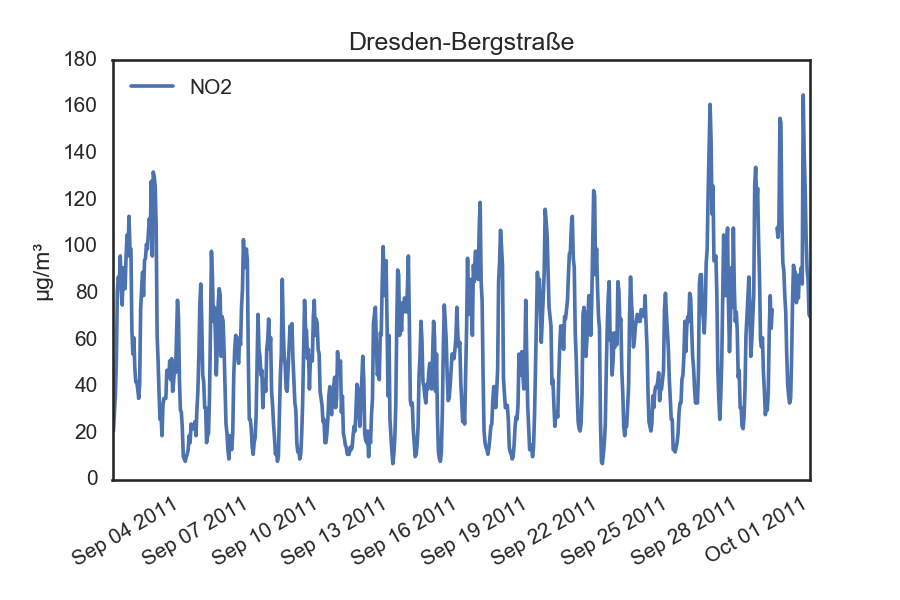 Dresden-Bergstraße
180
160
140
120
100
80
60
40
20
0
µg/m³
NO2
Sep 04 2011
Sep 07 2011
Sep 10 2011
Sep 13 2011
Sep 16 2011
Sep 19 2011
Sep 22 2011
Sep 25 2011
Sep 28 2011
Oct 01 2011